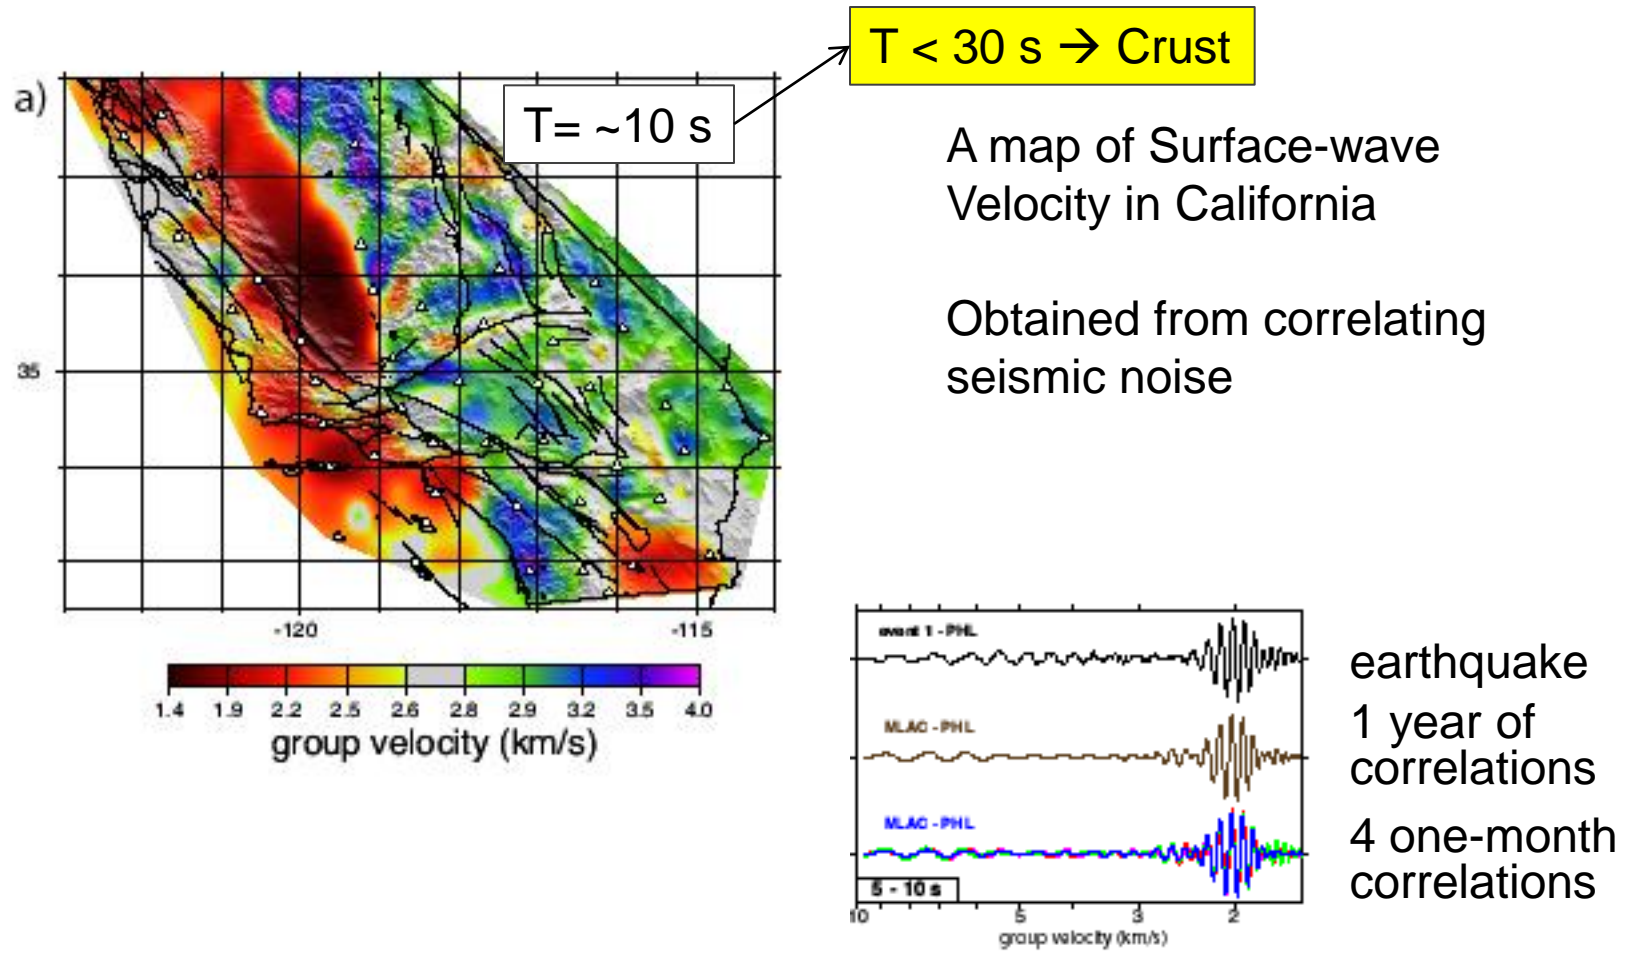 T < 30 s → Crust
a)
T= ~10 s
A map of Surface-wave
Velocity in California
Obtained from correlating
seismic noise
35
-120 -115
1.4 1.9 2.2 2.5 2.6 2.8 2.9 3.2 3.5 4.0
group velocity (km/s)
event 1 - PHL
earthquake
MLAC - PHL
1 year of
correlations
MLAC - PHL
4 one-month
correlations
5 - 10 s
10 5 3 2
group velocity (km/s)